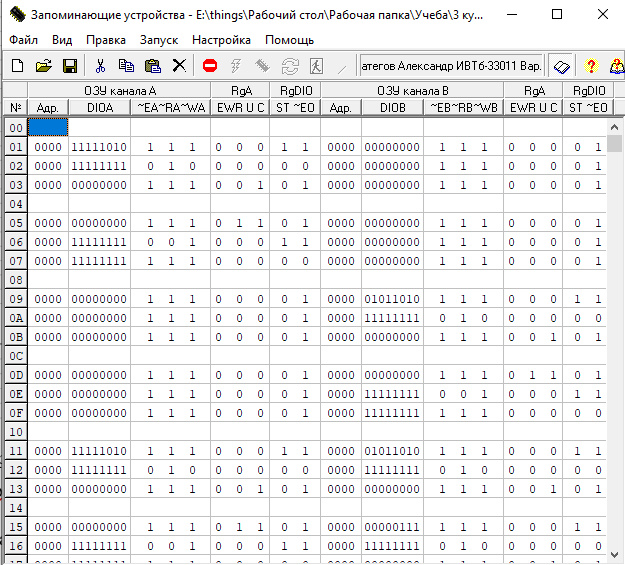 Запоминающие устройства - E:\things\Рабочий стол\Рабочая папка\Учеба\3 ку...
Файл Вид Правка Запуск Настройка Помощь
атегов Александр ИВТб-33011 Вар.
ОЗУ канала A RgA RgDIO ОЗУ канала B RgA RgDIO
№ Адр. DIOA ~EA~RA~WA EWR U C ST ~EO Адр. DIOB ~EB~RB~WB EWR U C ST ~EO
00
01 0000 11111010 1 1 1 0 0 0 1 1 0000 00000000 1 1 1 0 0 0 0 1
02 0000 11111111 0 1 0 0 0 0 0 1 0000 00000000 1 1 1 0 0 0 0 1
03 0000 00000000 1 1 1 0 0 1 0 1 0000 00000000 1 1 1 0 0 0 0 1
04
05 0000 00000000 1 1 1 0 1 1 0 1 0000 00000000 1 1 1 0 0 0 0 1
06 0000 11111111 0 0 1 0 0 0 1 1 0000 00000000 1 1 1 0 0 0 0 1
07 0000 11111111 1 1 1 0 0 0 0 0 0000 00000000 1 1 1 0 0 0 0 1
08
09 0000 00000000 1 1 1 0 0 0 0 1 0000 01011010 1 1 1 0 0 0 1 1
0A 0000 00000000 1 1 1 0 0 0 0 1 0000 11111111 0 1 0 0 0 0 0 1
0B 0000 00000000 1 1 1 0 0 0 0 1 0000 00000000 1 1 1 0 0 1 0 1
0C
0D 0000 00000000 1 1 1 0 0 0 0 1 0000 00000000 1 1 1 0 1 1 0 1
0E 0000 00000000 1 1 1 0 0 0 0 1 0000 11111111 0 0 1 0 0 0 1 1
0F 0000 00000000 1 1 1 0 0 0 0 1 0000 11111111 1 1 1 0 0 0 0 0
10
11 0000 11111010 1 1 1 0 0 0 1 1 0000 01011010 1 1 1 0 0 0 1 1
12 0000 11111111 0 1 0 0 0 0 0 1 0000 11111111 0 1 0 0 0 0 0 1
13 0000 00000000 1 1 1 0 0 1 0 1 0000 00000000 1 1 1 0 0 1 0 1
14
15 0000 00000000 1 1 1 0 1 1 0 1 0000 00000111 1 1 1 0 0 0 1 1
16 0000 11111111 0 0 1 0 0 0 1 1 0000 11111111 0 1 0 0 0 0 0 1